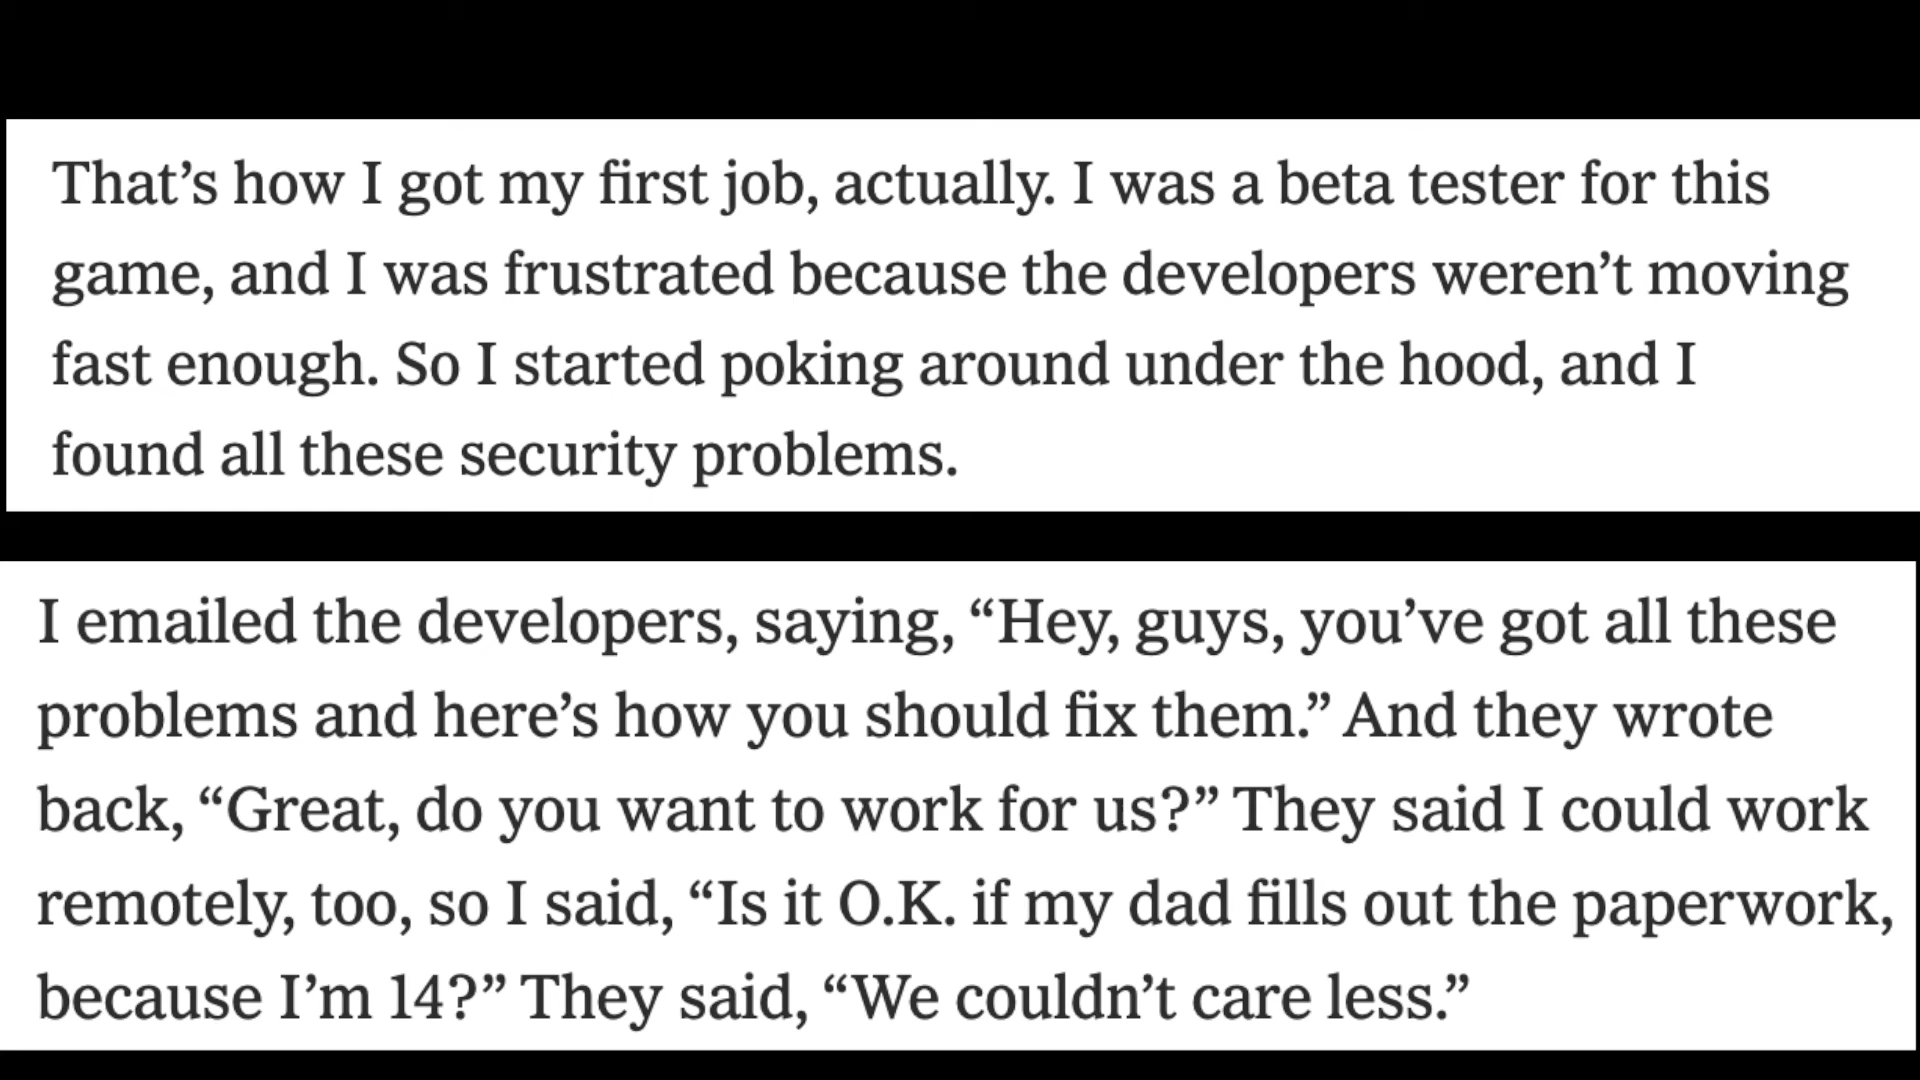 That’s how I got my first job, actually. I was a beta tester for this
game, and I was frustrated because the developers weren’t moving
fast enough. So I started poking around under the hood, and I
found all these security problems.
I emailed the developers, saying, “Hey, guys, you’ve got all these
problems and here’s how you should fix them.” And they wrote
back, “Great, do you want to work for us?” They said I could work
remotely, too, so I said, “Is it O.K. if my dad fills out the paperwork,
because I’m 14?” They said, “We couldn’t care less.”